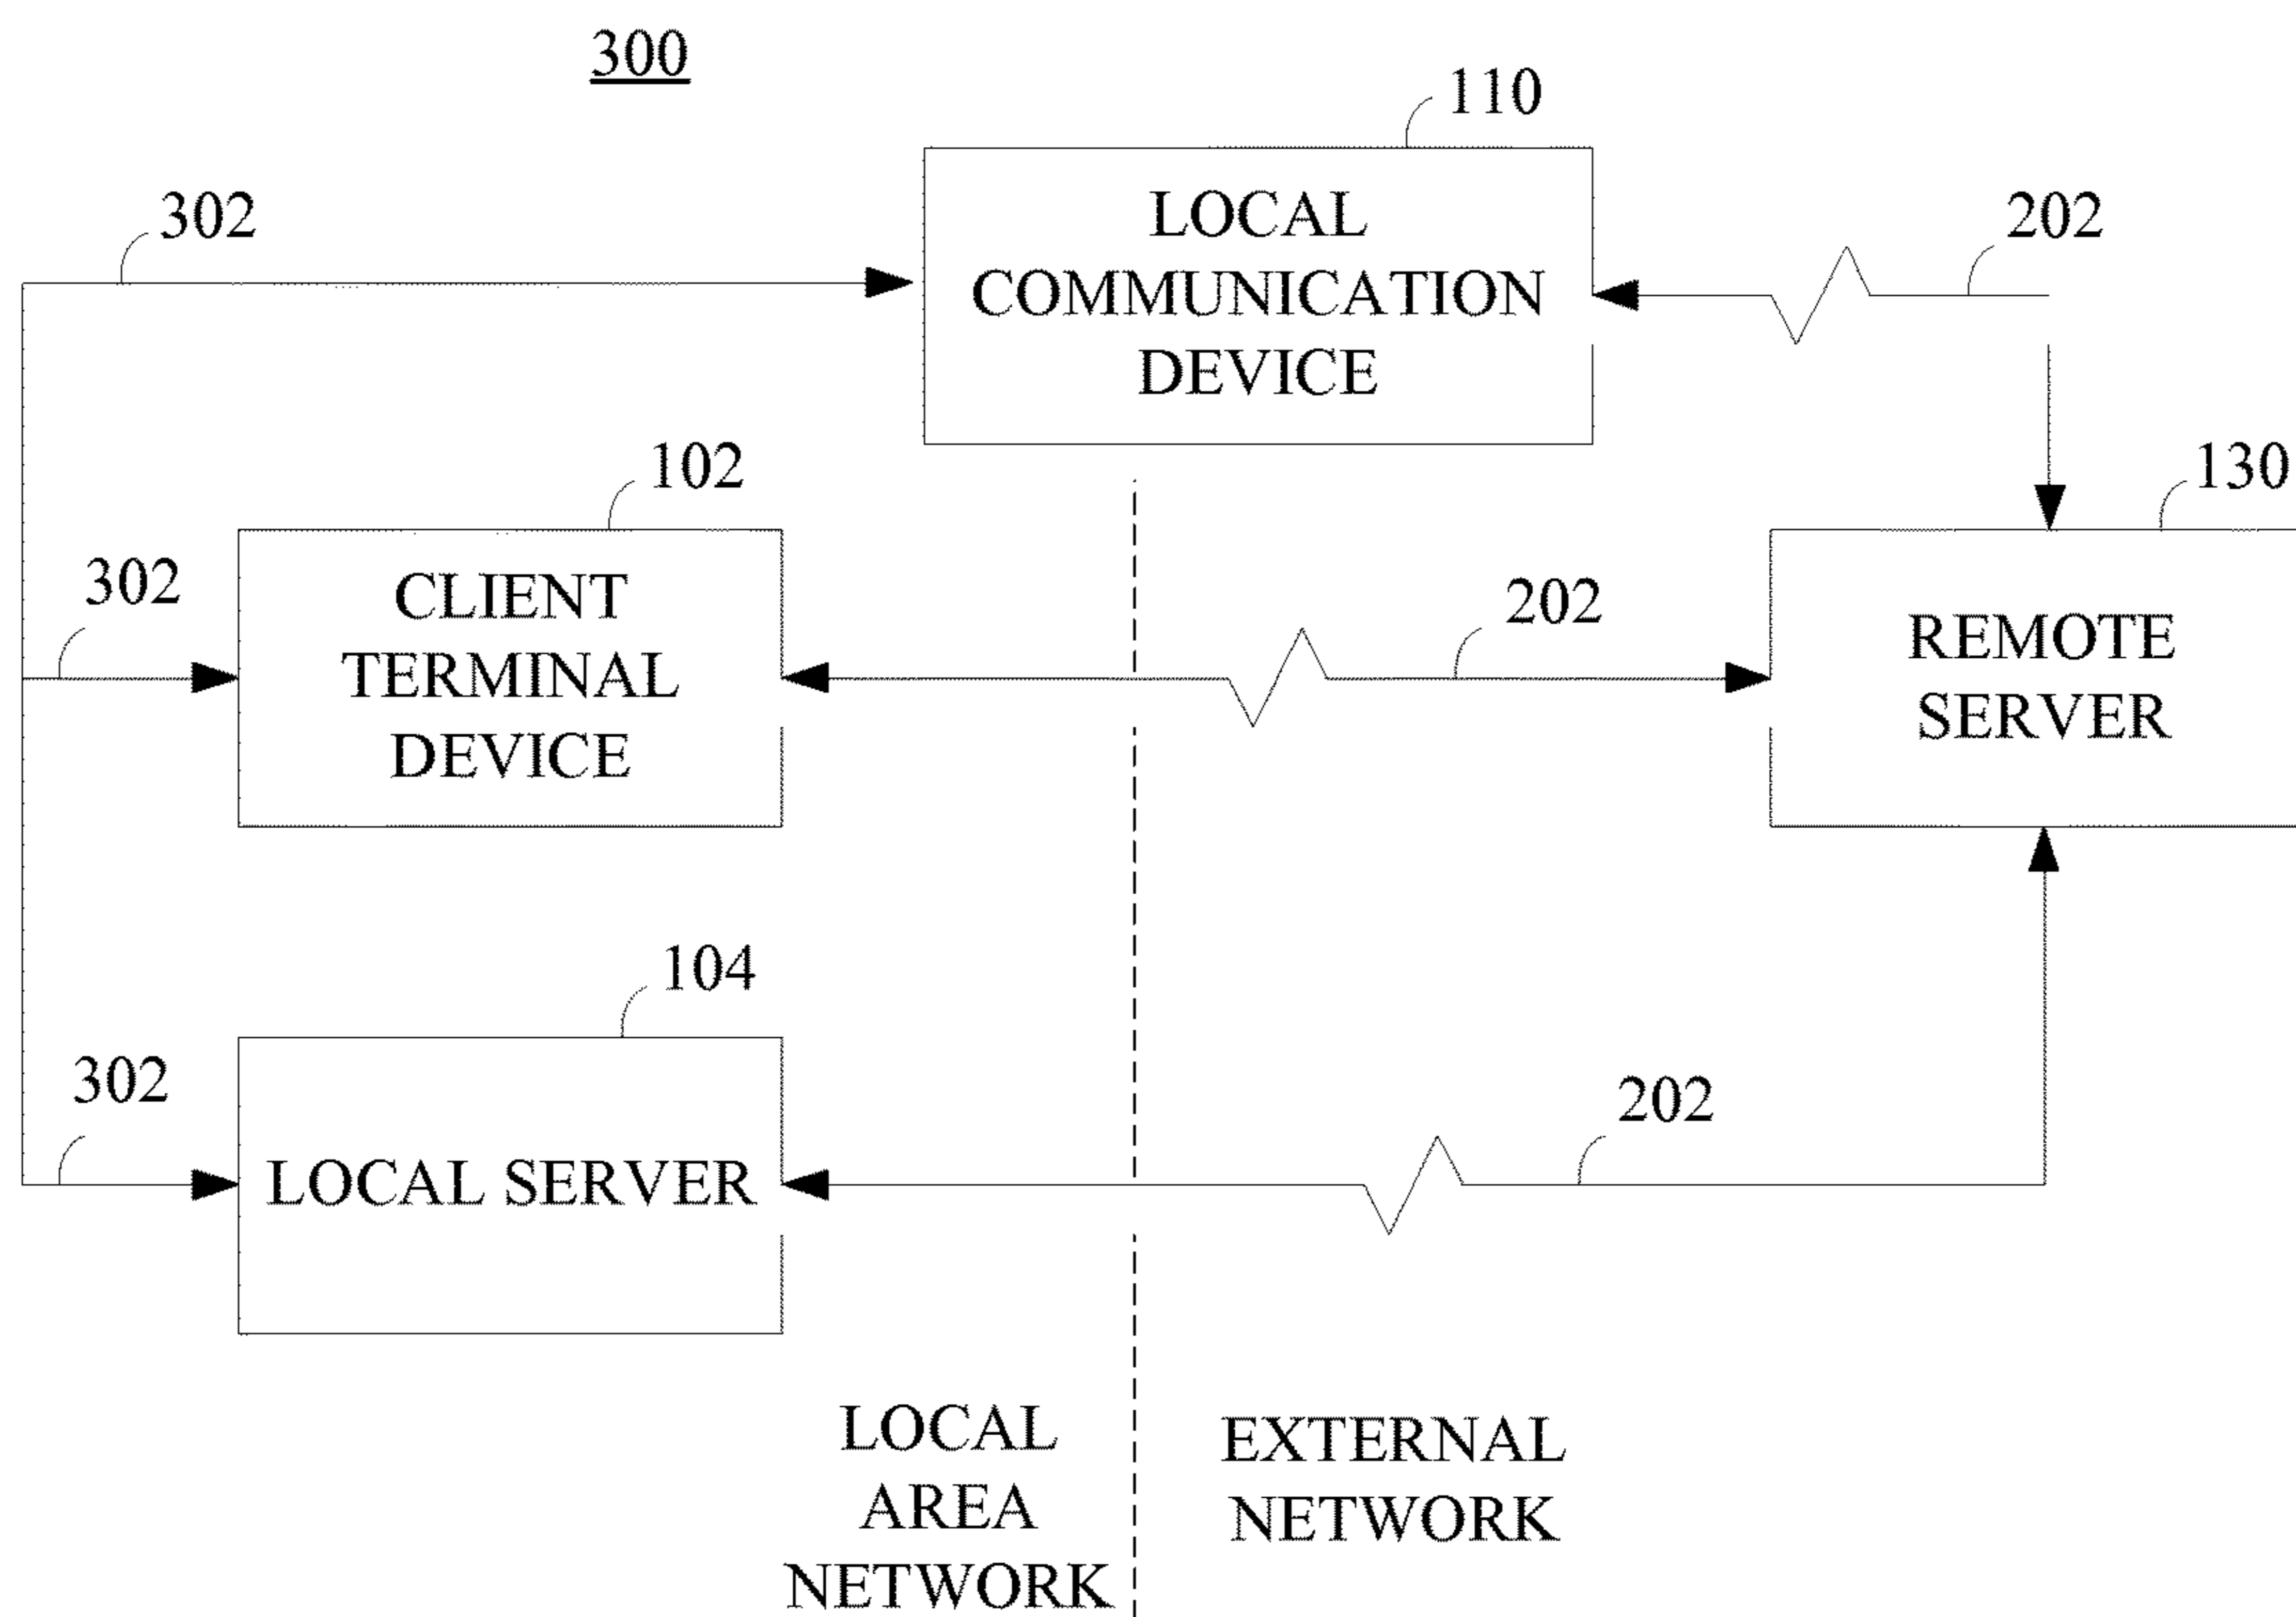 300
110
302
LOCAL
COMMUNICATION
DEVICE
202
102
130
302
CLIENT
TERMINAL
DEVICE
202
REMOTE
SERVER
104
302
LOCAL SERVER
202
LOCAL
AREA
NETWORK
EXTERNAL
NETWORK